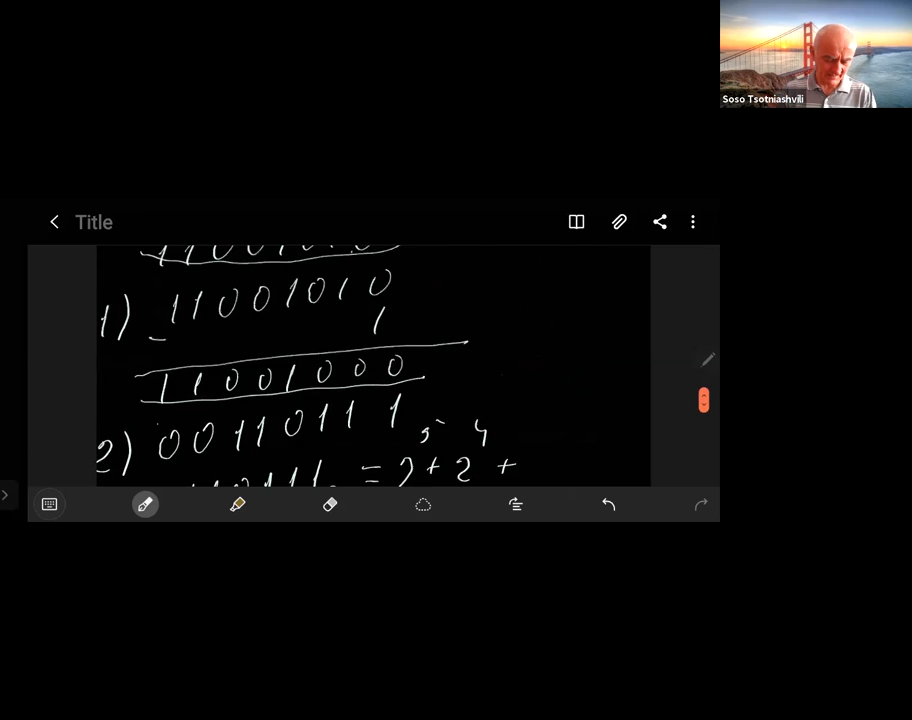 Soso Tsotniashvili
Title
1) 11001010
1
11001000
2) 00110111
5 4
= 2 + 2 +